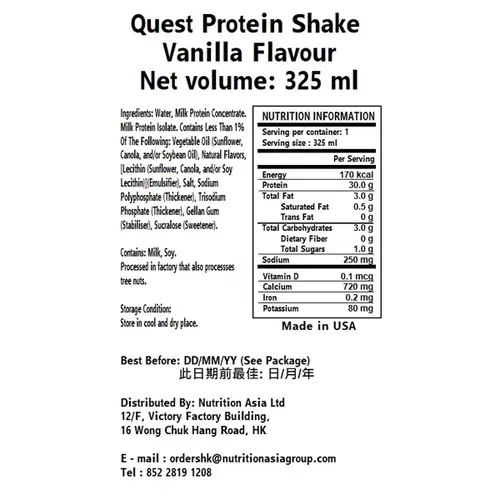 Quest Protein Shake
Vanilla Flavour
Net volume: 325 ml
Ingredients: Water, Milk Protein Concentrate.
Milk Protein Isolate. Contains Less Than 1%
Of The Following: Vegetable Oil (Sunflower,
Canola, and/or Soybean Oil), Natural Flavors,
[Lecithin (Sunflower, Canola, and/or Soy
Lecithin)(Emulsifier), Salt, Sodium
Polyphosphate (Thickener), Trisodium
Phosphate (Thickener), Gellan Gum
(Stabiliser), Sucralose (Sweetener).
Contains: Milk, Soy.
Processed in factory that also processses
tree nuts.
Storage Condition:
Store in cool and dry place.
NUTRITION INFORMATION
Serving per container: 1
Serving size : 325 ml
Per Serving
Energy 170 kcal
Protein 30.0 g
Total Fat 3.0 g
Saturated Fat 0.5 g
Trans Fat 0 g
Total Carbohydrates 3.0 g
Dietary Fiber 0 g
Total Sugars 1.0 g
Sodium 250 mg
Vitamin D 0.1 mcg
Calcium 720 mg
Iron 0.2 mg
Potassium 80 mg
Made in USA
Best Before: DD/MM/YY (See Package)
此日期前最佳: 日/月/年
Distributed By: Nutrition Asia Ltd
12/F, Victory Factory Building,
16 Wong Chuk Hang Road, HK
E - mail : ordershk@nutritionasiagroup.com
Tel : 852 2819 1208